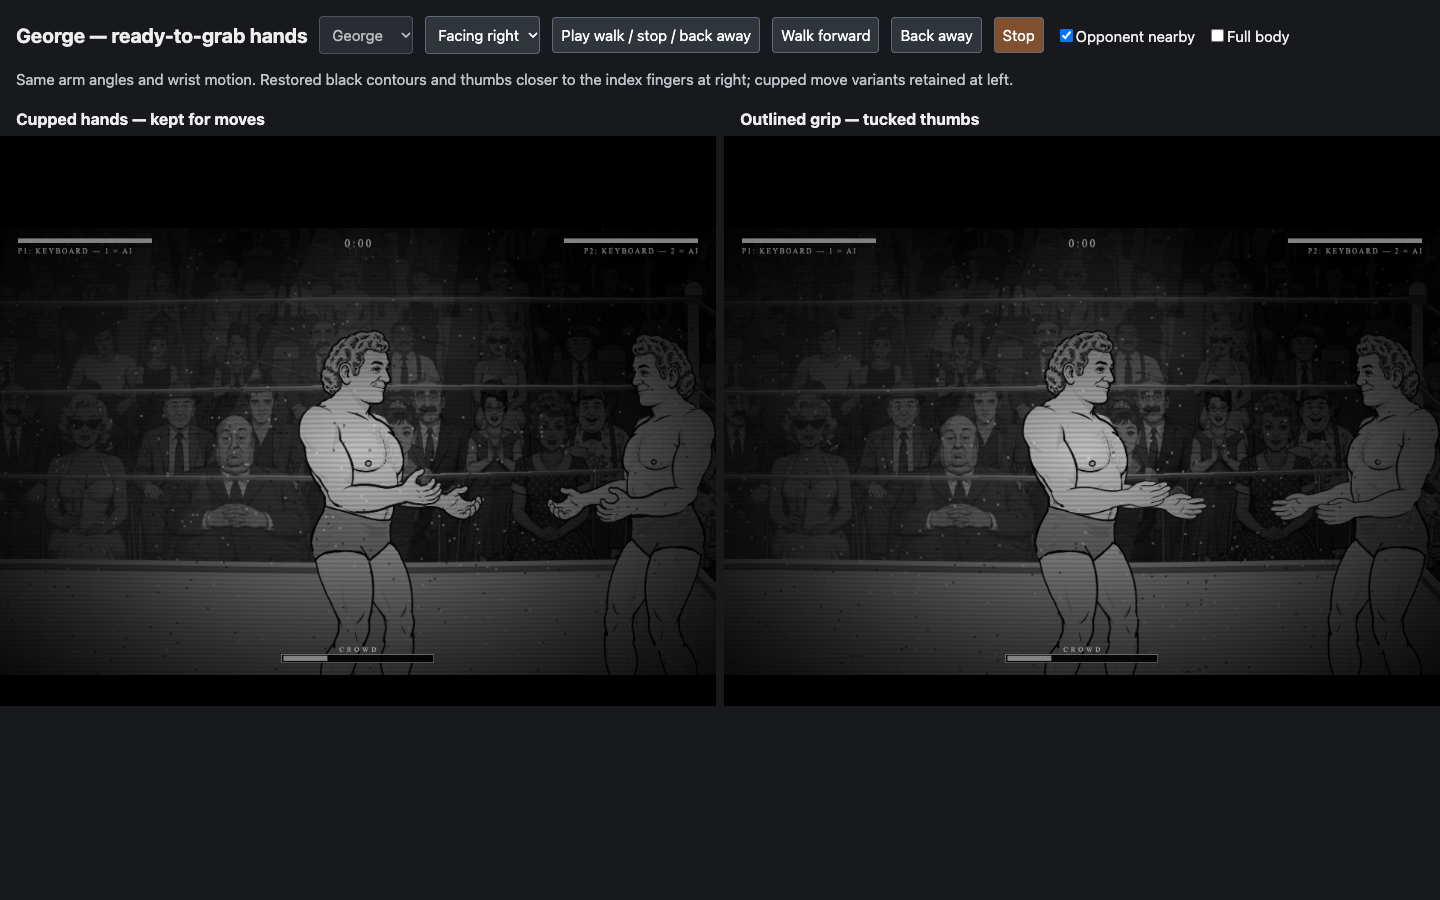 George — ready-to-grab hands
George
Facing right
Play walk / stop / back away
Walk forward
Back away
Stop
Opponent nearby
Full body
Same arm angles and wrist motion. Restored black contours and thumbs closer to the index fingers at right; cupped move variants retained at left.
Cupped hands — kept for moves
Outlined grip — tucked thumbs
P1: KEYBOARD — 1 = AI
0:00
P2: KEYBOARD — 2 = AI
P1: KEYBOARD — 1 = AI
0:00
P2: KEYBOARD — 2 = AI
CROWD
CROWD